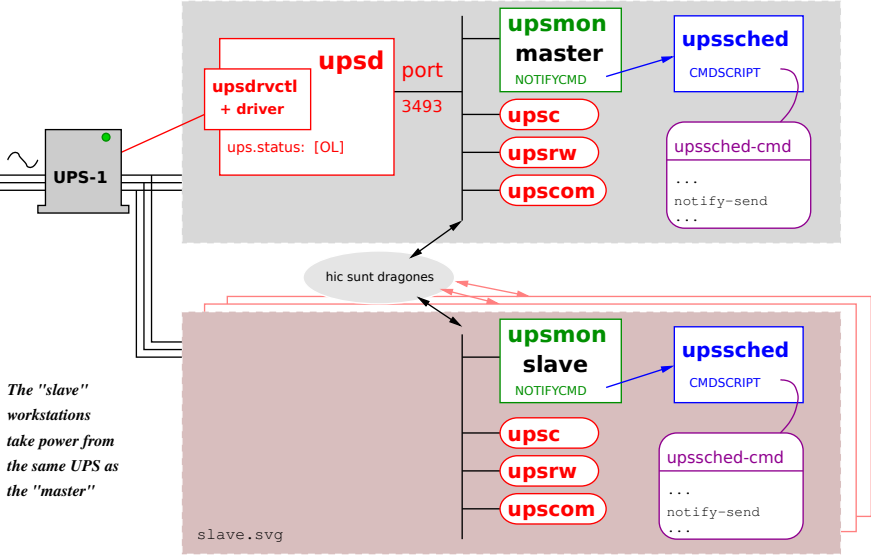 upsmon
master
NOTIFYCMD
upssched
CMDSCRIPT
upsd
port
3493
upsdrvctl
+ driver
ups.status: [OL]
upsc
upsrw
upscom
upssched-cmd
...
notify-send
...
UPS-1
hic sunt dragones
upsmon
slave
NOTIFYCMD
upssched
CMDSCRIPT
upsc
upsrw
upscom
upssched-cmd
...
notify-send
...
The "slave"
workstations
take power from
the same UPS as
the "master"
slave.svg